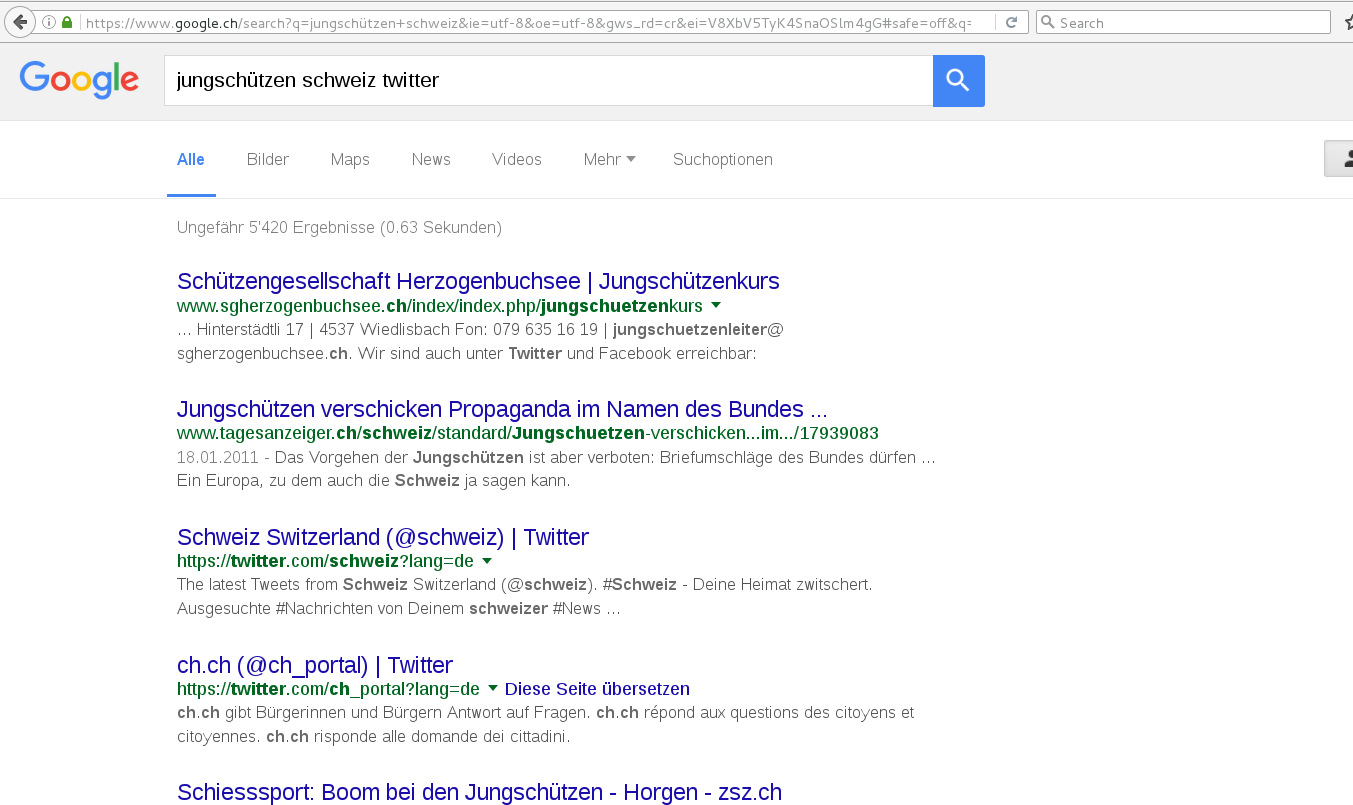 https://www.google.ch/search?q=jungschützen+schweiz&ie=utf-8&oe=utf-8&gws_rd=cr&ei=V8XbV5TyK4SnaOSlm4gG#safe=off&q= Search
Google jungschützen schweiz twitter
Alle Bilder Maps News Videos Mehr Suchoptionen
Ungefähr 5'420 Ergebnisse (0.63 Sekunden)
Schützengesellschaft Herzogenbuchsee | Jungschützenkurs
www.sgherzogenbuchsee.ch/index/index.php/jungschuetzenkurs
... Hinterstädtli 17 | 4537 Wiedlisbach Fon: 079 635 16 19 | jungschuetzenleiter@
sgherzogenbuchsee.ch. Wir sind auch unter Twitter und Facebook erreichbar:
Jungschützen verschicken Propaganda im Namen des Bundes ...
www.tagesanzeiger.ch/schweiz/standard/Jungschuetzen-verschicken...im.../17939083
18.01.2011 - Das Vorgehen der Jungschützen ist aber verboten: Briefumschläge des Bundes dürfen ...
Ein Europa, zu dem auch die Schweiz ja sagen kann.
Schweiz Switzerland (@schweiz) | Twitter
https://twitter.com/schweiz?lang=de
The latest Tweets from Schweiz Switzerland (@schweiz). #Schweiz - Deine Heimat zwitschert.
Ausgesuchte #Nachrichten von Deinem schweizer #News ...
ch.ch (@ch_portal) | Twitter
https://twitter.com/ch_portal?lang=de Diese Seite übersetzen
ch.ch gibt Bürgerinnen und Bürgern Antwort auf Fragen. ch.ch répond aux questions des citoyens et
citoyennes. ch.ch risponde alle domande dei cittadini.
Schiesssport: Boom bei den Jungschützen - Horgen - zsz.ch